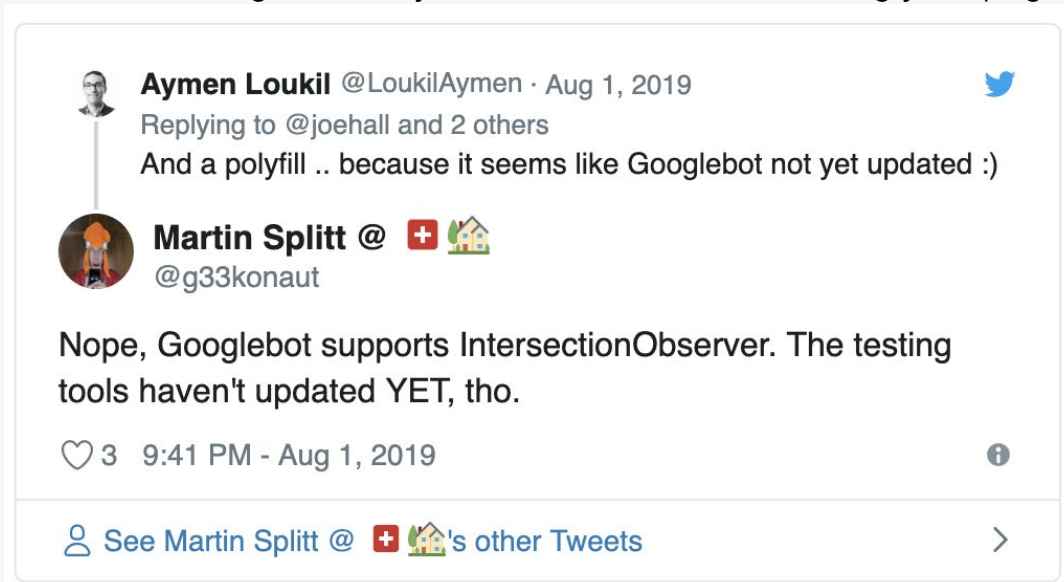 Aymen Loukil @LoukilAymen · Aug 1, 2019
Replying to @joehall and 2 others
And a polyfill .. because it seems like Googlebot not yet updated :)
Martin Splitt @ 🇨🇭🏡
@g33konaut
Nope, Googlebot supports IntersectionObserver. The testing
tools haven't updated YET, tho.
3 9:41 PM - Aug 1, 2019
See Martin Splitt @ 🇨🇭🏡's other Tweets